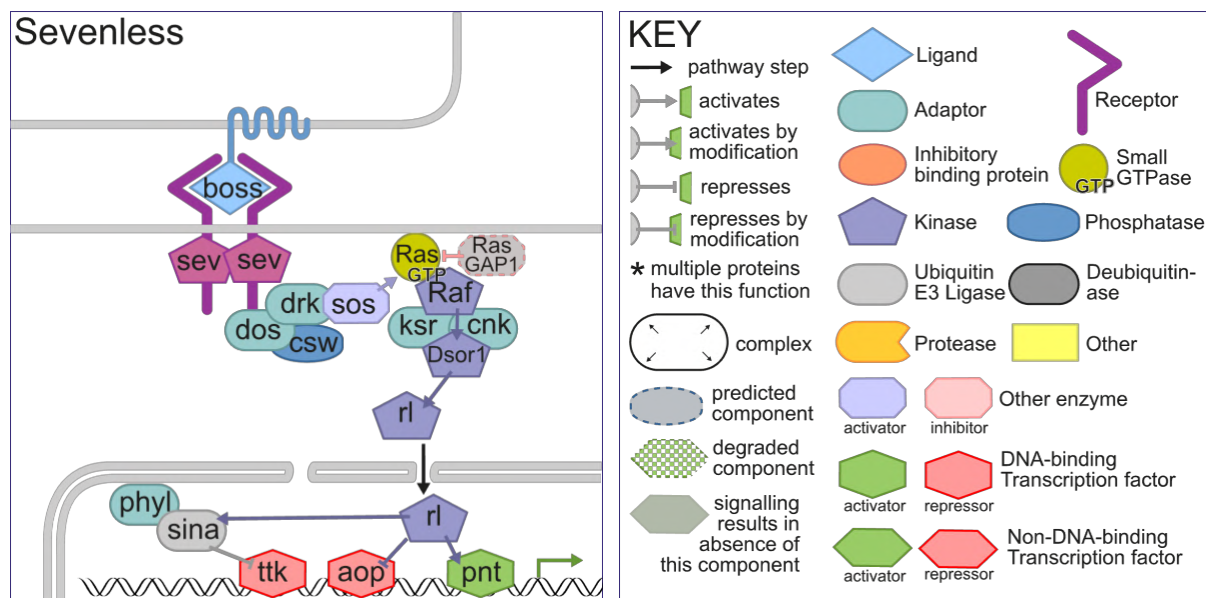 Sevenless
boss
sev
sev
Ras
GTP
Ras
GAP1
drk
sos
Raf
dos
csw
ksr
cnk
Dsor1
rl
phyl
sina
rl
ttk
aop
pnt
KEY
pathway step
activates
activates by
modification
represses
represses by
modification
* multiple proteins
have this function
complex
predicted
component
degraded
component
signalling
results in
absence of
this component
Ligand
Adaptor
Inhibitory
binding protein
Kinase
Ubiquitin
E3 Ligase
Protease
Receptor
GTP
Small
GTPase
Phosphatase
Deubiquitin-
ase
Other
activator
inhibitor
Other enzyme
activator
repressor
DNA-binding
Transcription factor
activator
repressor
Non-DNA-binding
Transcription factor